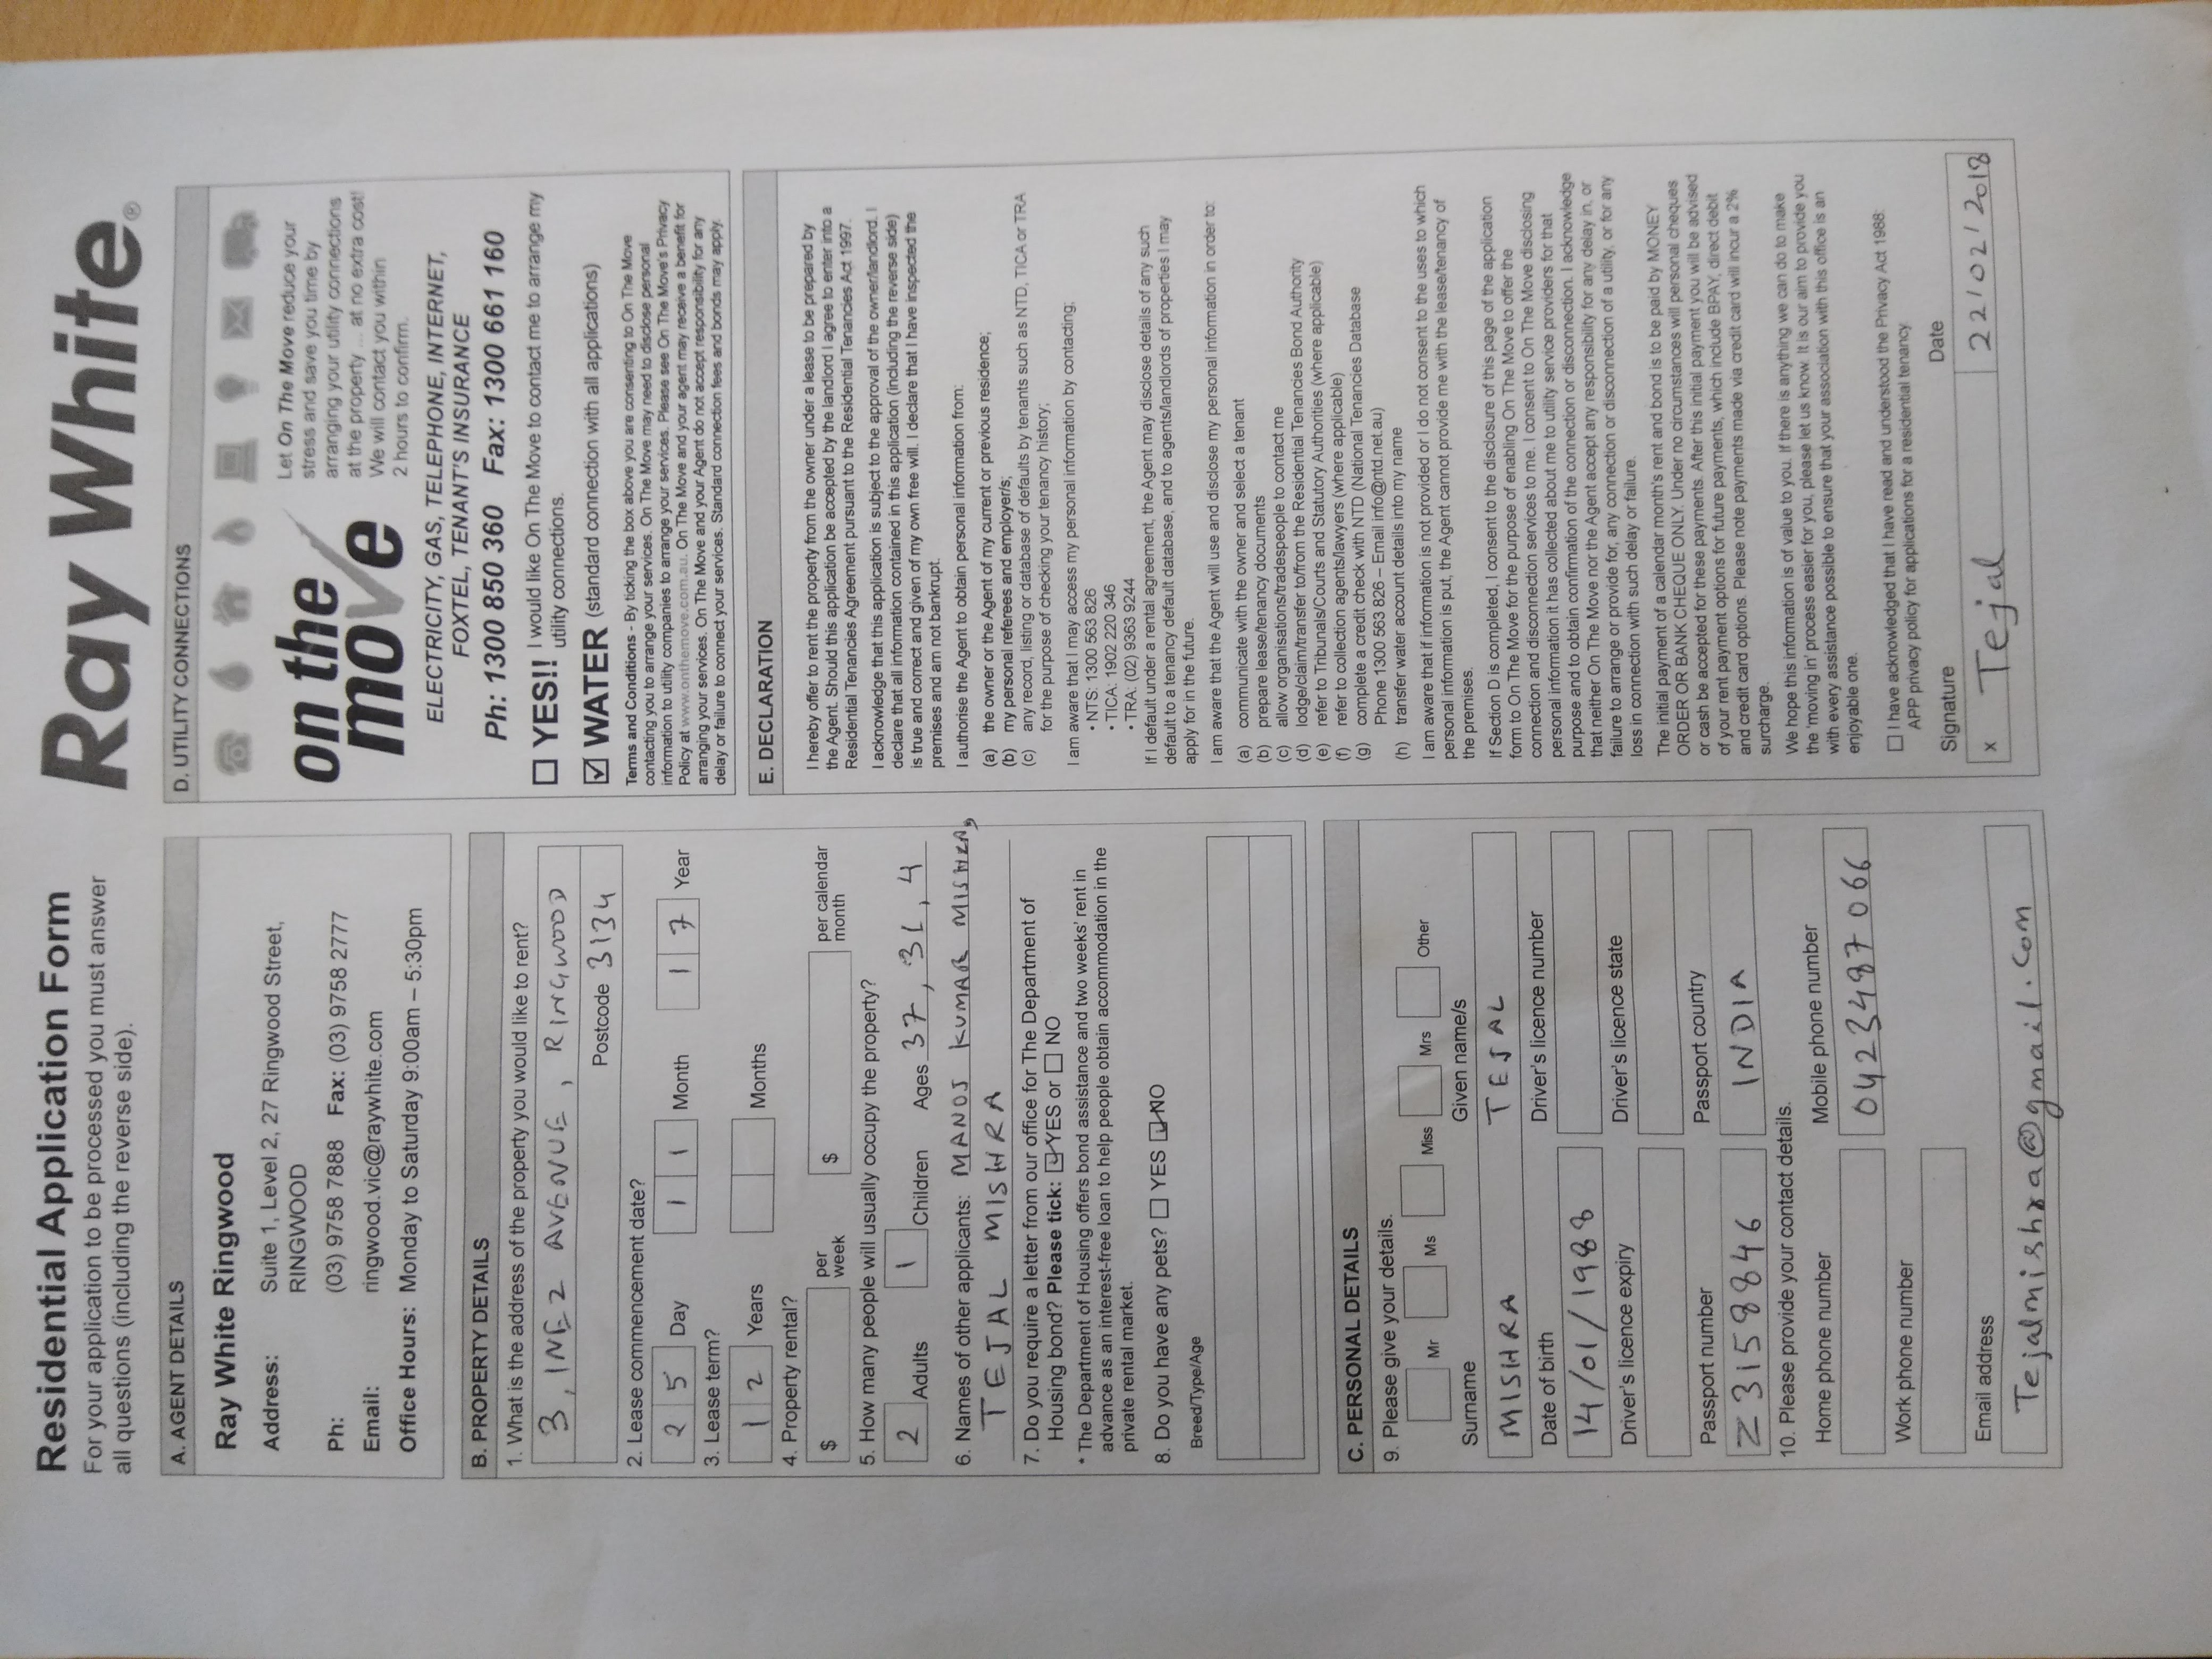 Residential Application Form
For your application to be processed you must answer
all questions (including the reverse side).
Ray White®
A. AGENT DETAILS
Ray White Ringwood
Address: Suite 1, Level 2, 27 Ringwood Street,
RINGWOOD
Ph: (03) 9758 7888 Fax: (03) 9758 2777
Email: ringwood.vic@raywhite.com
Office Hours: Monday to Saturday 9:00am – 5:30pm
B. PROPERTY DETAILS
1. What is the address of the property you would like to rent?
3, INEZ AVENUE, RINGWOOD
Postcode 3134
2. Lease commencement date?
2 5 Day 1 1 Month 1 7 Year
3. Lease term?
1 2 Years Months
4. Property rental?
$ per week $ per calendar month
5. How many people will usually occupy the property?
2 Adults 1 Children Ages 37, 31, 4
6. Names of other applicants: MANOJ KUMAR MISHRA,
TEJAL MISHRA
7. Do you require a letter from our office for The Department of
Housing bond? Please tick: ☑ YES or ☐ NO
* The Department of Housing offers bond assistance and two weeks' rent in
advance as an interest-free loan to help people obtain accommodation in the
private rental market.
8. Do you have any pets? ☐ YES ☑ NO
Breed/Type/Age
C. PERSONAL DETAILS
9. Please give your details.
Mr Ms Miss Mrs Other
Surname Given name/s
MISHRA TEJAL
Date of birth Driver's licence number
14/01/1988
Driver's licence expiry Driver's licence state
Passport number Passport country
Z3158846 INDIA
10. Please provide your contact details.
Home phone number Mobile phone number
0423487066
Work phone number
Email address
Tejalmishra@gmail.com
D. UTILITY CONNECTIONS
on the
move
Let On The Move reduce your
stress and save you time by
arranging your utility connections
at the property ... at no extra cost!
We will contact you within
2 hours to confirm.
ELECTRICITY, GAS, TELEPHONE, INTERNET,
FOXTEL, TENANT'S INSURANCE
Ph: 1300 850 360 Fax: 1300 661 160
☐ YES!! I would like On The Move to contact me to arrange my
utility connections.
☑ WATER (standard connection with all applications)
Terms and Conditions - By ticking the box above you are consenting to On The Move
contacting you to arrange your services. On The Move may need to disclose personal
information to utility companies to arrange your services. Please see On The Move's Privacy
Policy at www.onthemove.com.au. On The Move and your agent may receive a benefit for
arranging your services. On The Move and your Agent do not accept responsibility for any
delay or failure to connect your services. Standard connection fees and bonds may apply.
E. DECLARATION
I hereby offer to rent the property from the owner under a lease to be prepared by
the Agent. Should this application be accepted by the landlord I agree to enter into a
Residential Tenancies Agreement pursuant to the Residential Tenancies Act 1997.
I acknowledge that this application is subject to the approval of the owner/landlord. I
declare that all information contained in this application (including the reverse side)
is true and correct and given of my own free will. I declare that I have inspected the
premises and am not bankrupt.
I authorise the Agent to obtain personal information from:
(a) the owner or the Agent of my current or previous residence;
(b) my personal referees and employer/s;
(c) any record, listing or database of defaults by tenants such as NTD, TICA or TRA
for the purpose of checking your tenancy history;
I am aware that I may access my personal information by contacting;
• NTS: 1300 563 826
• TICA: 1902 220 346
• TRA: (02) 9363 9244
If I default under a rental agreement, the Agent may disclose details of any such
default to a tenancy default database, and to agents/landlords of properties I may
apply for in the future.
I am aware that the Agent will use and disclose my personal information in order to:
(a) communicate with the owner and select a tenant
(b) prepare lease/tenancy documents
(c) allow organisations/tradespeople to contact me
(d) lodge/claim/transfer to/from the Residential Tenancies Bond Authority
(e) refer to Tribunals/Courts and Statutory Authorities (where applicable)
(f) refer to collection agents/lawyers (where applicable)
(g) complete a credit check with NTD (National Tenancies Database
Phone 1300 563 826 – Email info@ntd.net.au)
(h) transfer water account details into my name
I am aware that if information is not provided or I do not consent to the uses to which
personal information is put, the Agent cannot provide me with the lease/tenancy of
the premises.
If Section D is completed, I consent to the disclosure of this page of the application
form to On The Move for the purpose of enabling On The Move to offer the
connection and disconnection services to me. I consent to On The Move disclosing
personal information it has collected about me to utility service providers for that
purpose and to obtain confirmation of the connection or disconnection. I acknowledge
that neither On The Move nor the Agent accept any responsibility for any delay in, or
failure to arrange or provide for, any connection or disconnection of a utility, or for any
loss in connection with such delay or failure.
The initial payment of a calendar month's rent and bond is to be paid by MONEY
ORDER OR BANK CHEQUE ONLY. Under no circumstances will personal cheques
or cash be accepted for these payments. After this initial payment you will be advised
of your rent payment options for future payments, which include BPAY, direct debit
and credit card options. Please note payments made via credit card will incur a 2%
surcharge.
We hope this information is of value to you. If there is anything we can do to make
the 'moving in' process easier for you, please let us know. It is our aim to provide you
with every assistance possible to ensure that your association with this office is an
enjoyable one.
☐ I have acknowledged that I have read and understood the Privacy Act 1988:
APP privacy policy for applications for a residential tenancy.
Signature Date
x Tejal 22/02/2018